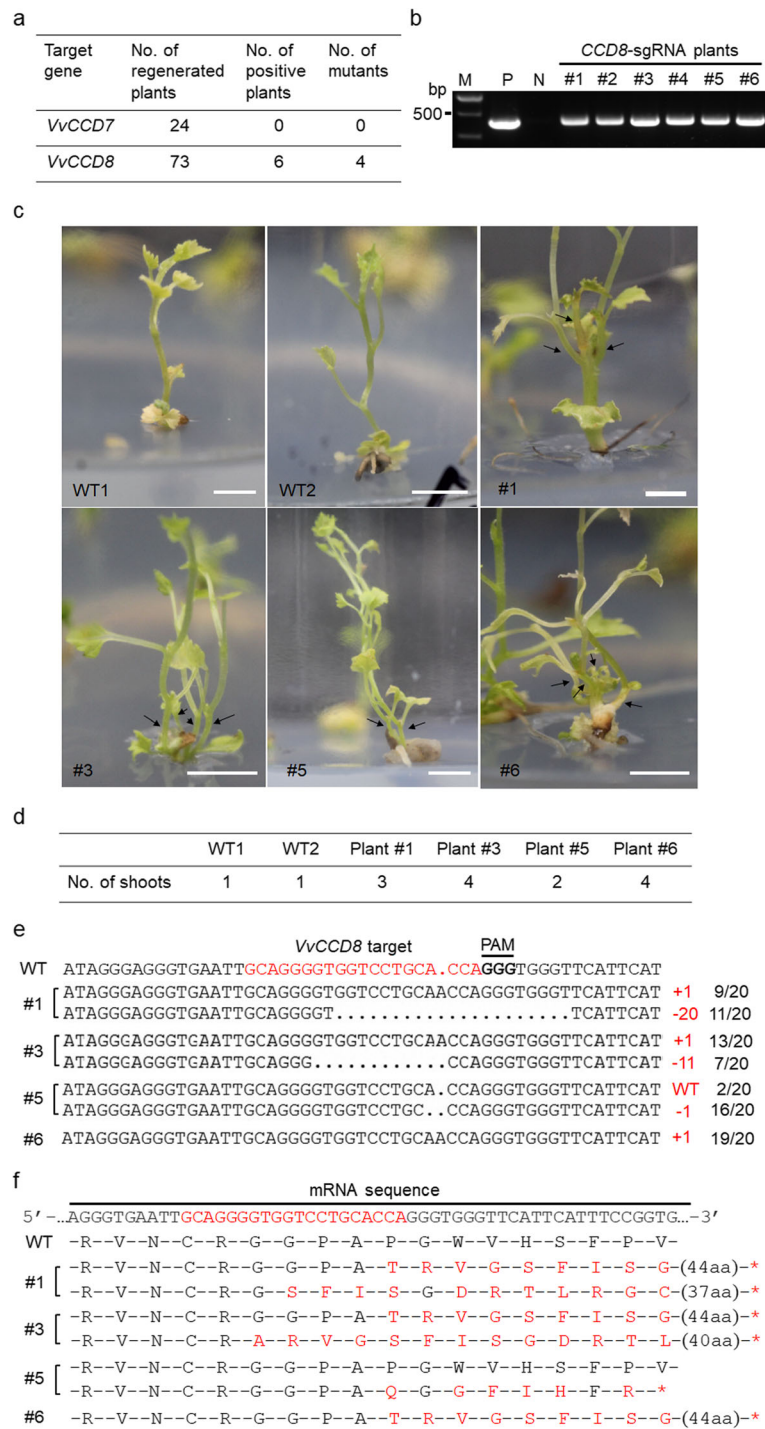 a
Target gene No. of regenerated plants No. of positive plants No. of mutants
VvCCD7 24 0 0
VvCCD8 73 6 4
b
CCD8-sgRNA plants
bp M P N #1 #2 #3 #4 #5 #6
500
c
WT1 WT2 #1
#3 #5 #6
d
WT1 WT2 Plant #1 Plant #3 Plant #5 Plant #6
No. of shoots 1 1 3 4 2 4
e
VvCCD8 target PAM
WT ATAGGGAGGGTGAATTGCAGGGGTGGTCCTGCA.CCAGGGTGGGTTCATTCAT
#1 ATAGGGAGGGTGAATTGCAGGGGTGGTCCTGCAACCAGGGTGGGTTCATTCAT +1 9/20
ATAGGGAGGGTGAATTGCAGGGGT.....................TCATTCAT -20 11/20
#3 ATAGGGAGGGTGAATTGCAGGGGTGGTCCTGCAACCAGGGTGGGTTCATTCAT +1 13/20
ATAGGGAGGGTGAATTGCAGGG............CCAGGGTGGGTTCATTCAT -11 7/20
#5 ATAGGGAGGGTGAATTGCAGGGGTGGTCCTGCA.CCAGGGTGGGTTCATTCAT WT 2/20
ATAGGGAGGGTGAATTGCAGGGGTGGTCCTGC..CCAGGGTGGGTTCATTCAT -1 16/20
#6 ATAGGGAGGGTGAATTGCAGGGGTGGTCCTGCAACCAGGGTGGGTTCATTCAT +1 19/20
f
mRNA sequence
5'-…AGGGTGAATTGCAGGGGTGGTCCTGCACCAGGGTGGGTTCATTCATTTCCGGTG…-3'
WT -R--V--N--C--R--G--G--P--A--P--G--W--V--H--S--F--P--V-
#1 -R--V--N--C--R--G--G--P--A--T--R--V--G--S--F--I--S--G-(44aa)-*
-R--V--N--C--R--G--S--F--I--S--G--D--R--T--L--R--G--C-(37aa)-*
#3 -R--V--N--C--R--G--G--P--A--T--R--V--G--S--F--I--S--G-(44aa)-*
-R--V--N--C--R--A--R--V--G--S--F--I--S--G--D--R--T--L-(40aa)-*
#5 -R--V--N--C--R--G--G--P--A--P--G--W--V--H--S--F--P--V-
-R--V--N--C--R--G--G--P--A--Q--G--G--F--I--H--F--R--*
#6 -R--V--N--C--R--G--G--P--A--T--R--V--G--S--F--I--S--G-(44aa)-*